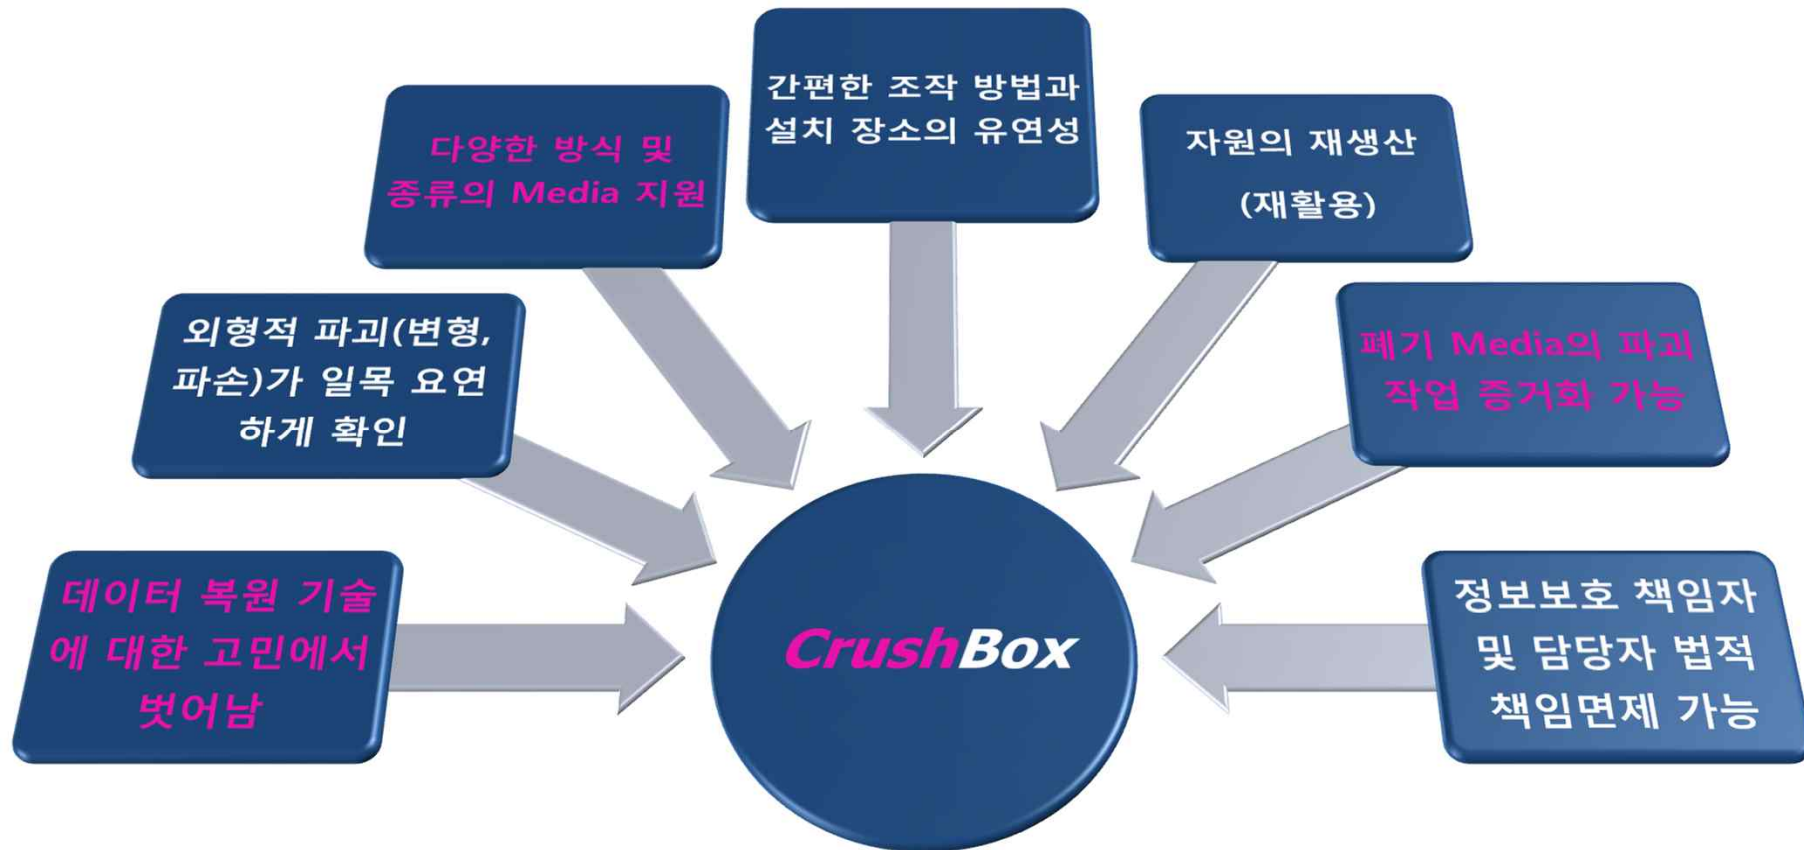 간편한 조작 방법과
설치 장소의 유연성
다양한 방식 및
종류의 Media 지원
자원의 재생산
(재활용)
외형적 파괴(변형,
파손)가 일목 요연
하게 확인
폐기 Media의 파괴
작업 증거화 가능
데이터 복원 기술
에 대한 고민에서
벗어남
CrushBox
정보보호 책임자
및 담당자 법적
책임면제 가능